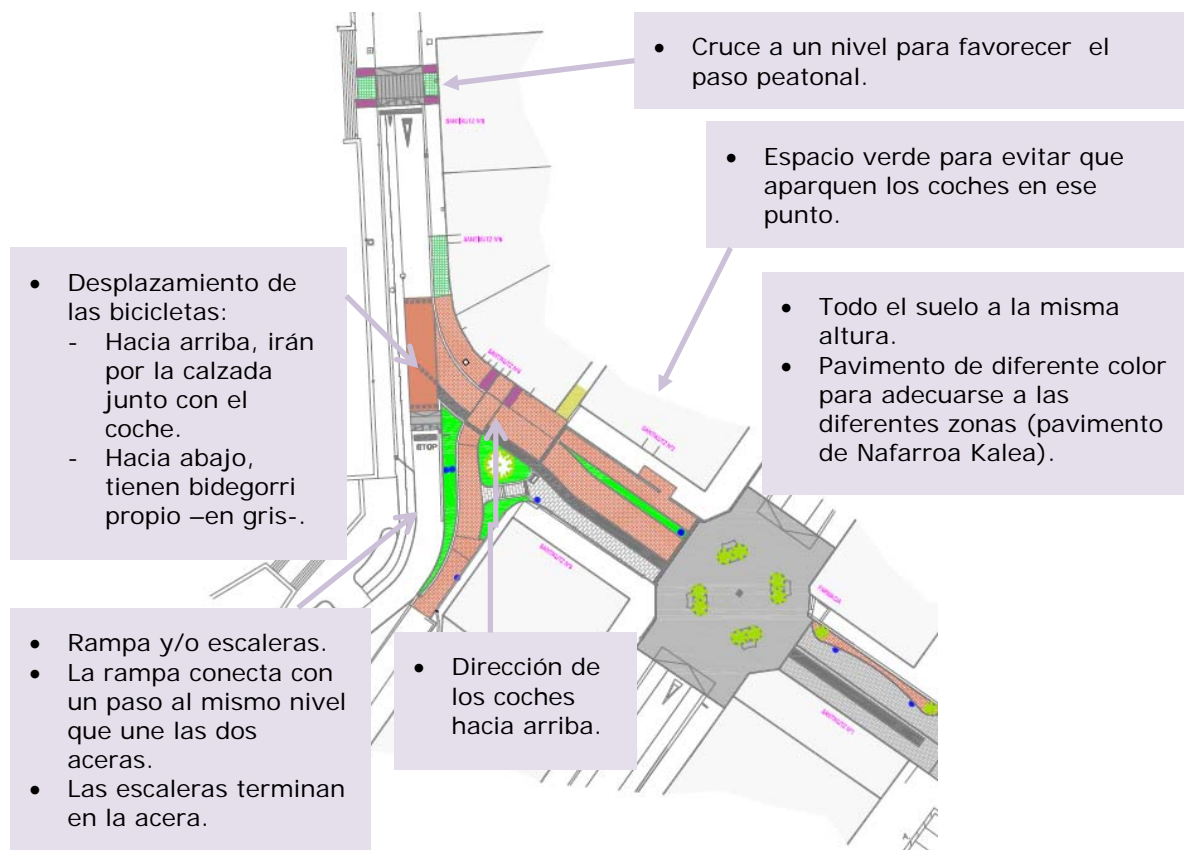 • Cruce a un nivel para favorecer el
paso peatonal.
• Espacio verde para evitar que
aparquen los coches en ese
punto.
• Desplazamiento de
las bicicletas:
- Hacia arriba, irán
por la calzada
junto con el
coche.
- Hacia abajo,
tienen bidegorri
propio –en gris-.
• Todo el suelo a la misma
altura.
• Pavimento de diferente color
para adecuarse a las
diferentes zonas (pavimento
de Nafarroa Kalea).
• Rampa y/o escaleras.
• La rampa conecta con
un paso al mismo nivel
que une las dos
aceras.
• Las escaleras terminan
en la acera.
• Dirección de
los coches
hacia arriba.